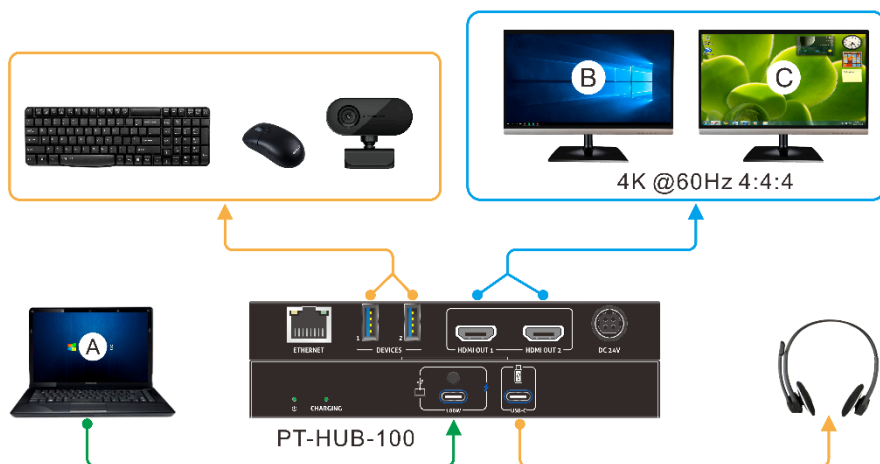 B
C
4K @60Hz 4:4:4
A
1
2
ETHERNET
DEVICES
HDMI OUT 1
HDMI OUT 2
DC 24V
CHARGING
100W
USB-C
PT-HUB-100